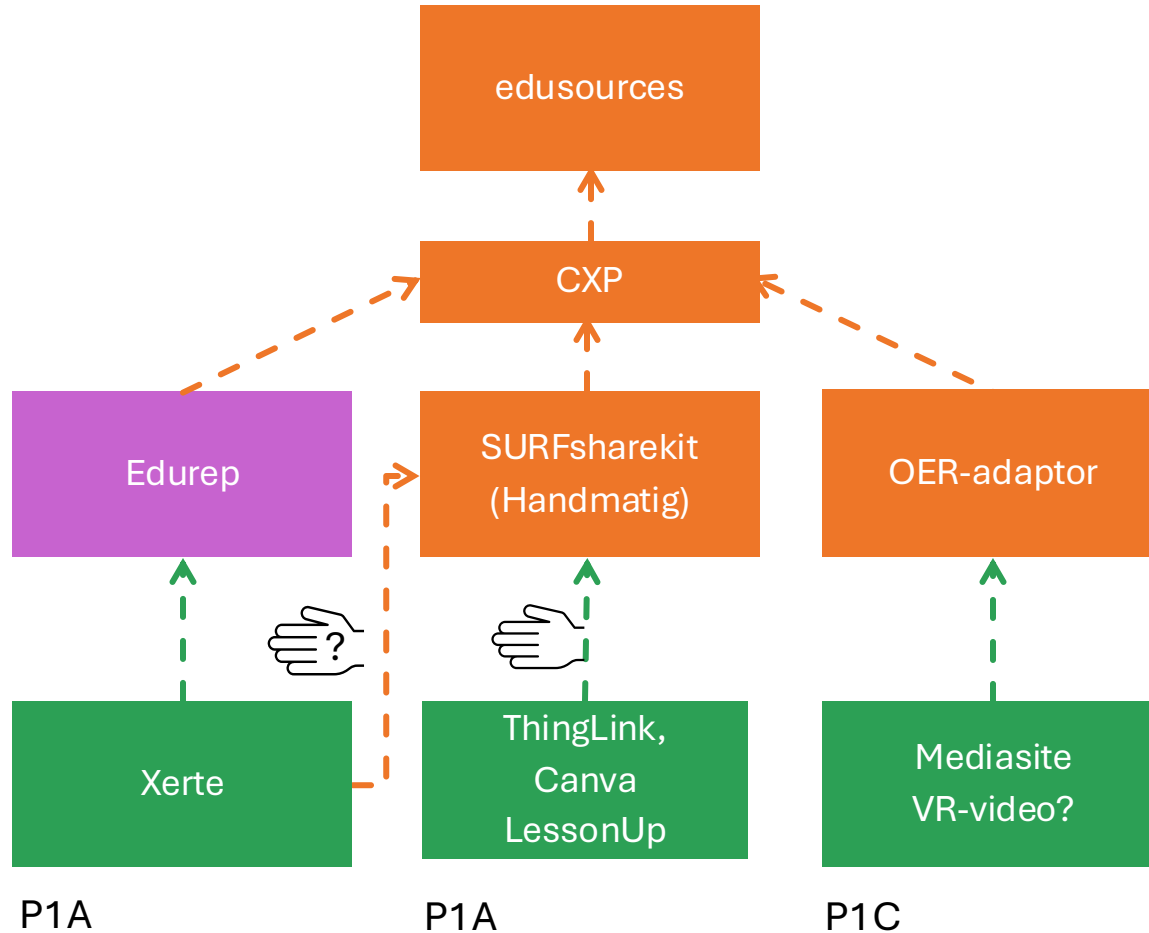 edusources
CXP
Edurep
SURFsharekit
(Handmatig)
OER-adaptor
?
Xerte
ThingLink,
Canva
LessonUp
Mediasite
VR-video?
P1A
P1A
P1C